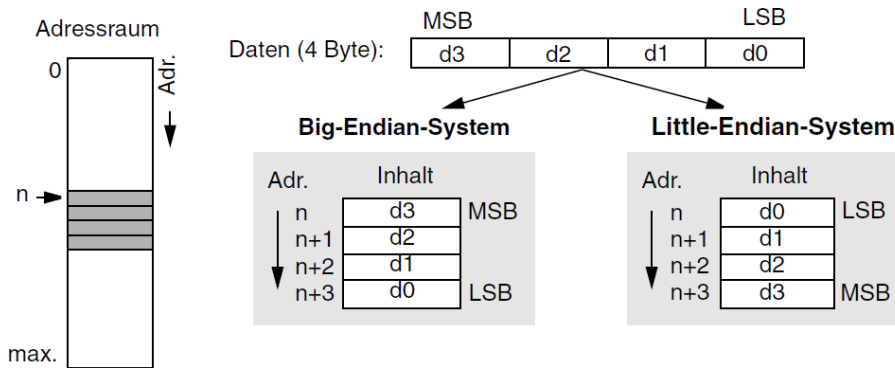 Adressraum
0
Adr.
n
max.
MSB LSB
Daten (4 Byte): d3 d2 d1 d0
Big-Endian-System
Adr. Inhalt
n d3 MSB
n+1 d2
n+2 d1
n+3 d0 LSB
Little-Endian-System
Adr. Inhalt
n d0 LSB
n+1 d1
n+2 d2
n+3 d3 MSB